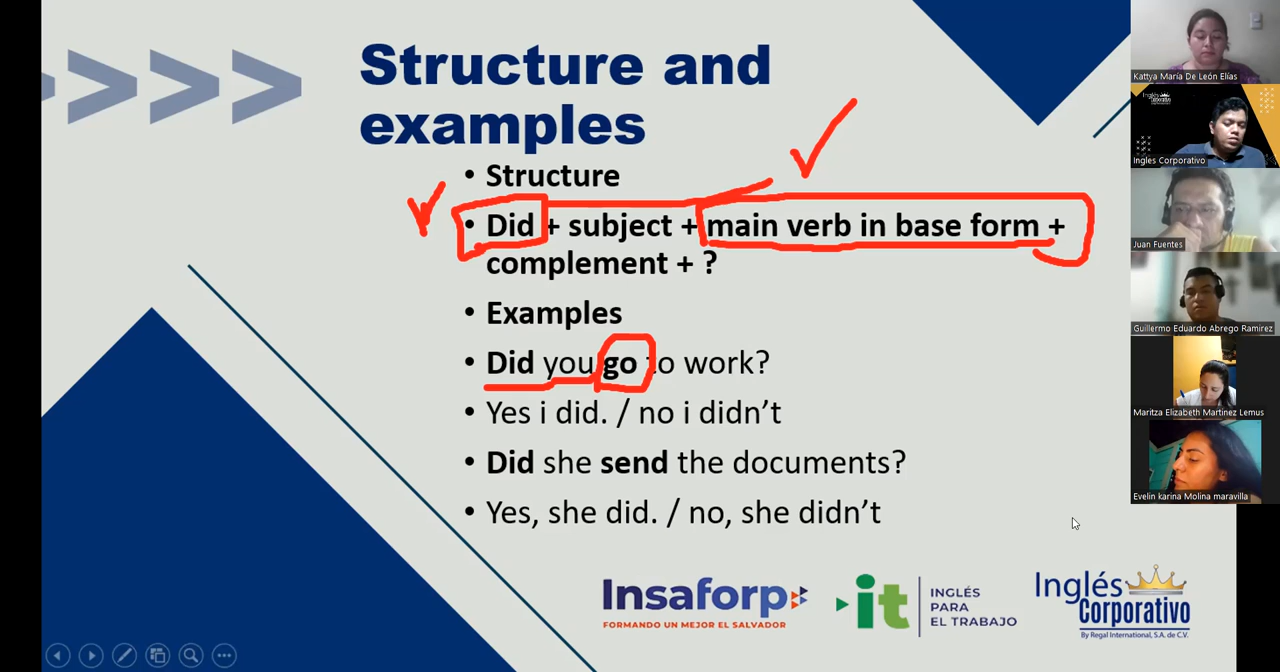 Structure and
examples
• Structure
• Did + subject + main verb in base form +
complement + ?
• Examples
• Did you go to work?
• Yes i did. / no i didn't
• Did she send the documents?
• Yes, she did. / no, she didn't
Insaforp
FORMANDO UN MEJOR EL SALVADOR
it
INGLÉS
PARA
EL TRABAJO
Inglés
Corporativo
By Regal International, S.A. de C.V.
Kattya María De León Elías
Inglés Corporativo
Ingles Corporativo
Juan Fuentes
Guillermo Eduardo Abrego Ramirez
Maritza Elizabeth Martinez Lemus
Evelin karina Molina maravilla